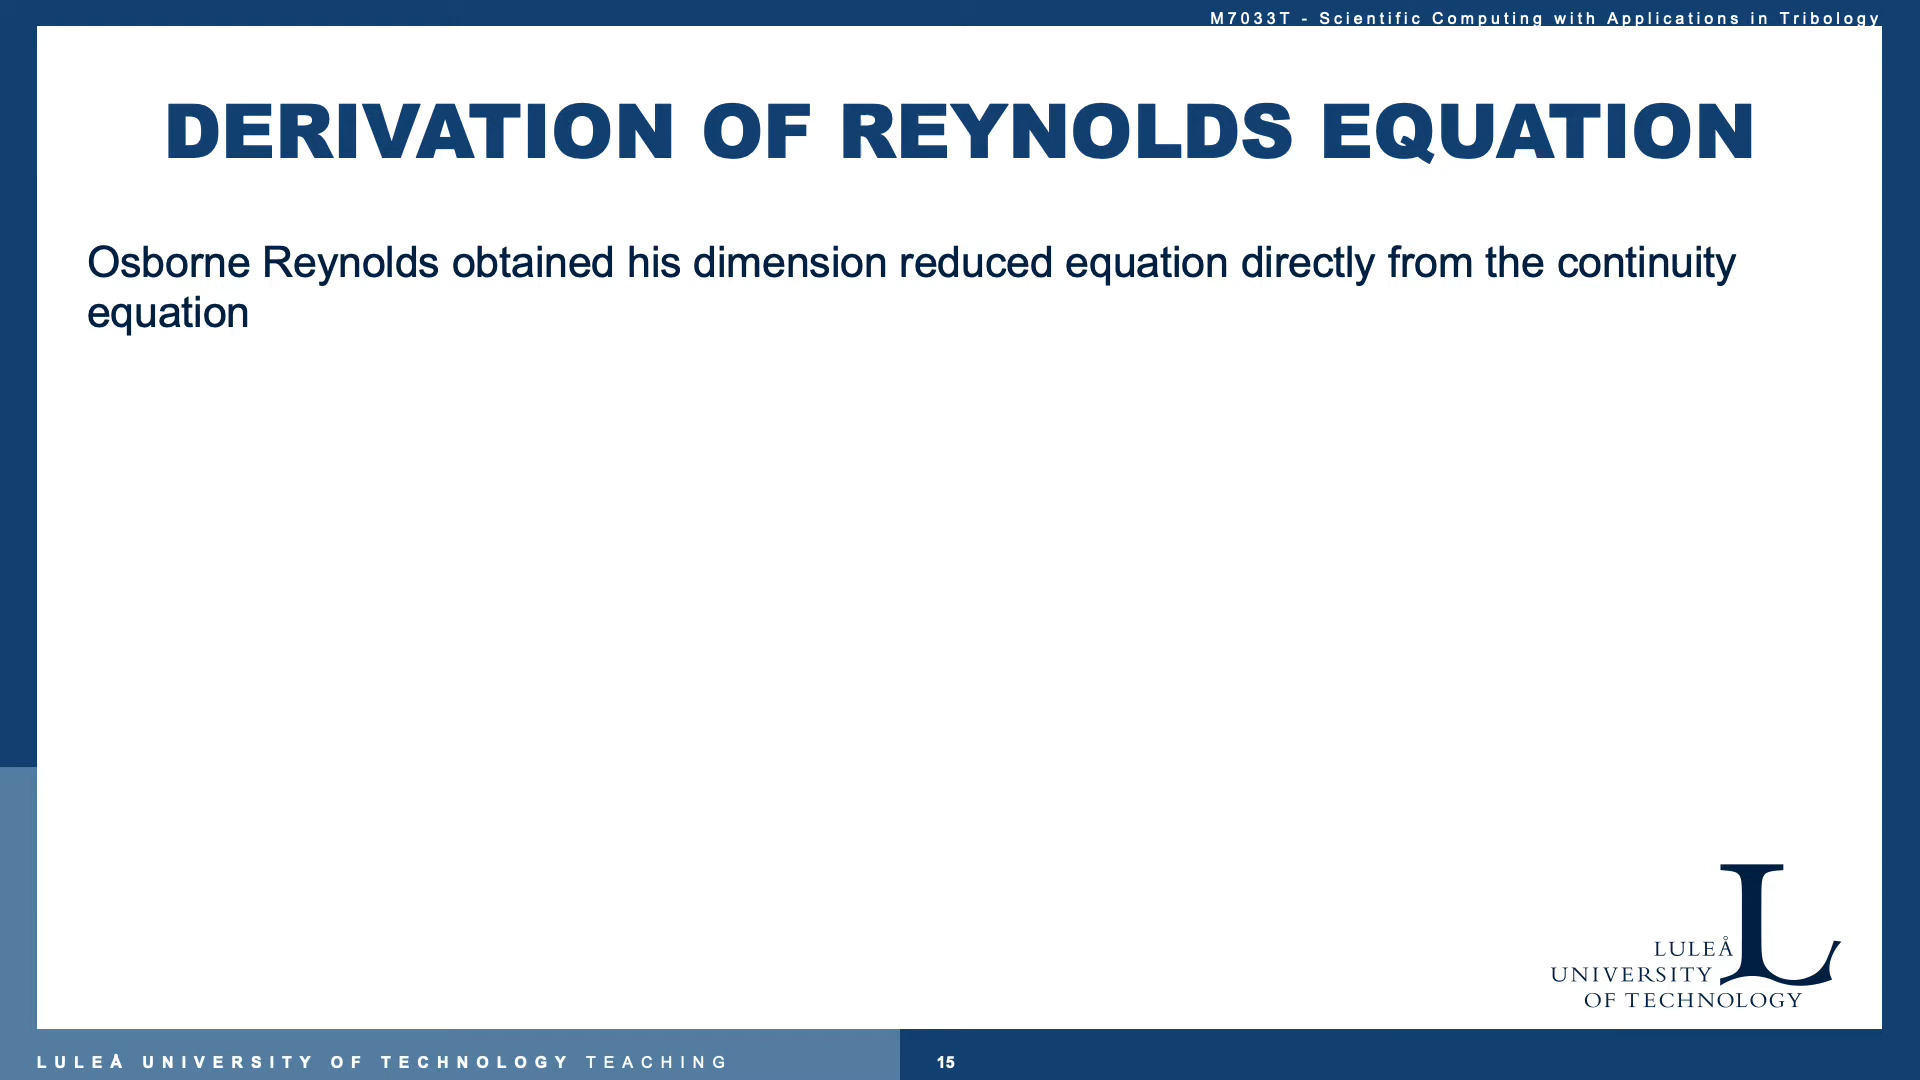 M7033T - Scientific Computing with Applications in Tribology
DERIVATION OF REYNOLDS EQUATION
Osborne Reynolds obtained his dimension reduced equation directly from the continuity
equation
LULEÅ
UNIVERSITY
OF TECHNOLOGY
LULEÅ UNIVERSITY OF TECHNOLOGY TEACHING
15